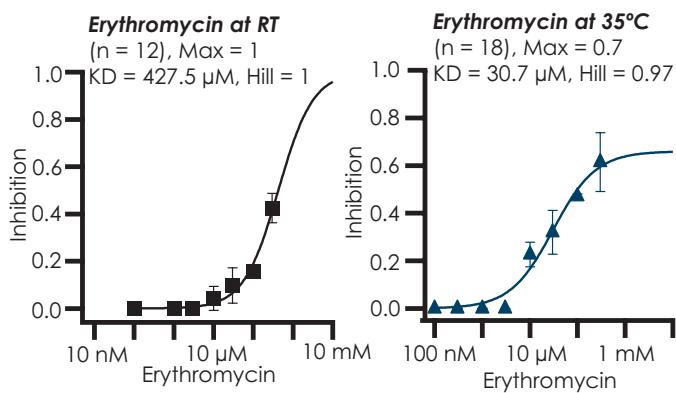 Erythromycin at RT
(n = 12), Max = 1
KD = 427.5 µM, Hill = 1
1.0
0.8
0.6
0.4
0.2
0.0
Inhibition
10 nM
10 µM
10 mM
Erythromycin
Erythromycin at 35ºC
(n = 18), Max = 0.7
KD = 30.7 µM, Hill = 0.97
1.0
0.8
0.6
0.4
0.2
0.0
Inhibition
100 nM
10 µM
1 mM
Erythromycin